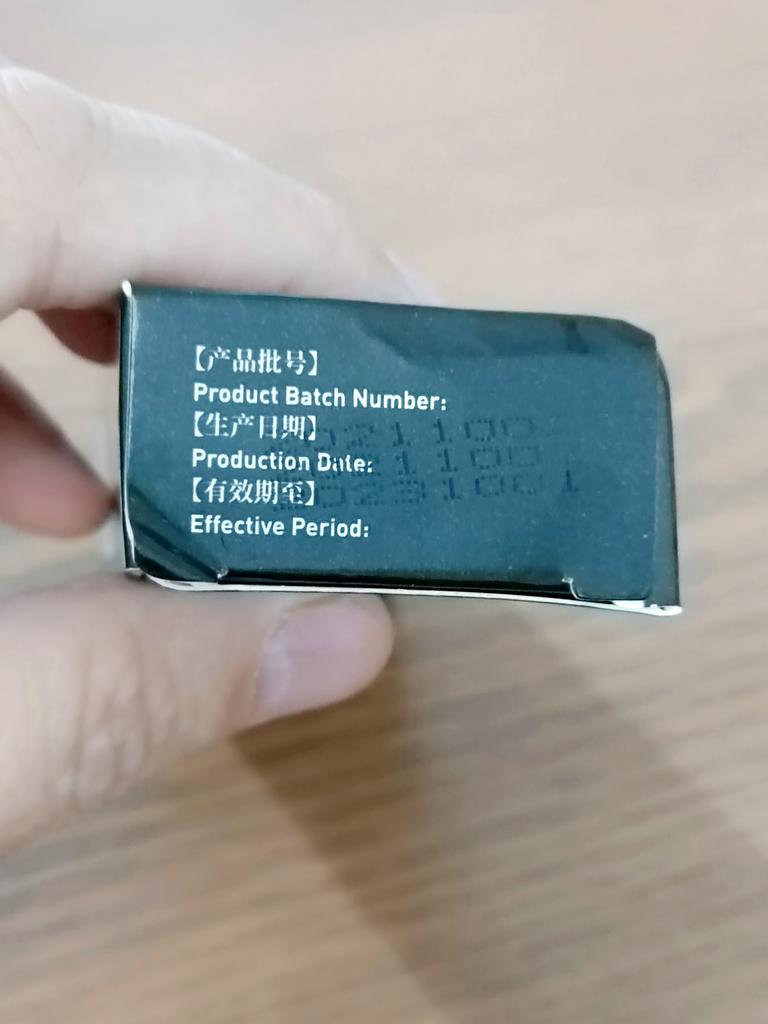 【产品批号】
Product Batch Number:
【生产日期】
Production Date:
【有效期至】
Effective Period: